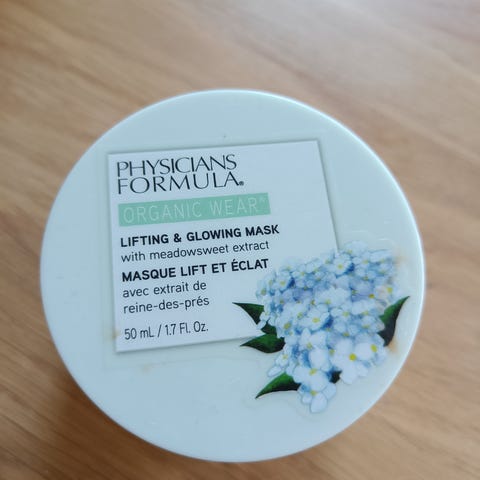 PHYSICIANS
FORMULA®
ORGANIC WEAR®
LIFTING & GLOWING MASK
with meadowsweet extract
MASQUE LIFT ET ÉCLAT
avec extrait de
reine-des-prés
50 mL / 1.7 Fl. Oz.